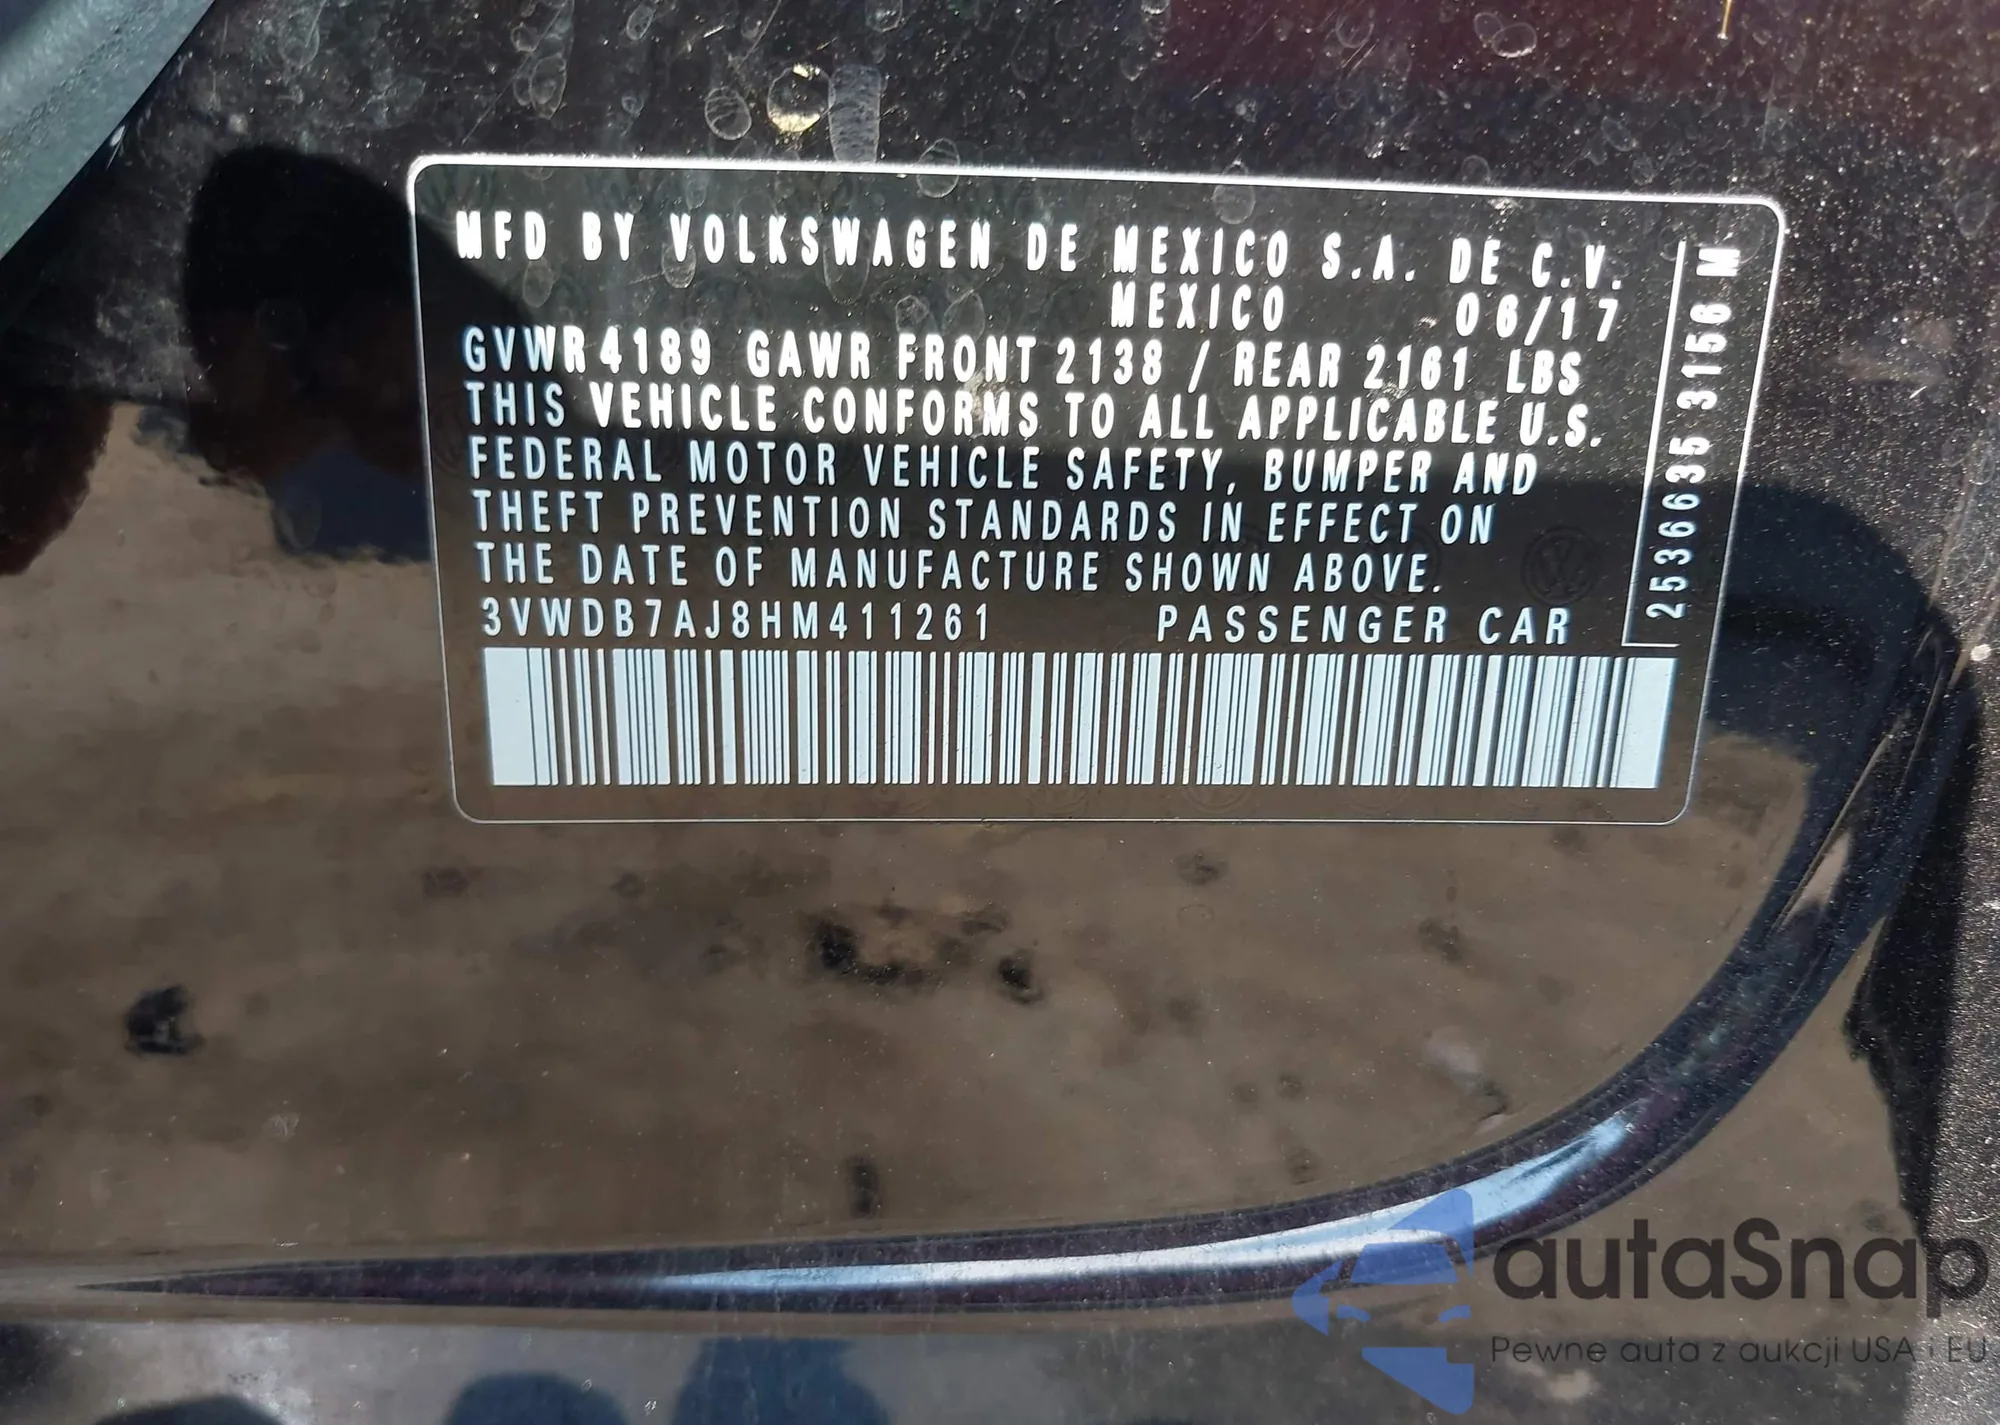 MFD BY VOLKSWAGEN DE MEXICO S.A. DE C.V.
MEXICO 06/17
GVWR 4189 GAWR FRONT 2138 / REAR 2161 LBS
THIS VEHICLE CONFORMS TO ALL APPLICABLE U.S.
FEDERAL MOTOR VEHICLE SAFETY, BUMPER AND
THEFT PREVENTION STANDARDS IN EFFECT ON
THE DATE OF MANUFACTURE SHOWN ABOVE.
3VWDB7AJ8HM411261 PASSENGER CAR
2536635 3156 M
autaSnap
Pewne auta z aukcji USA i EU